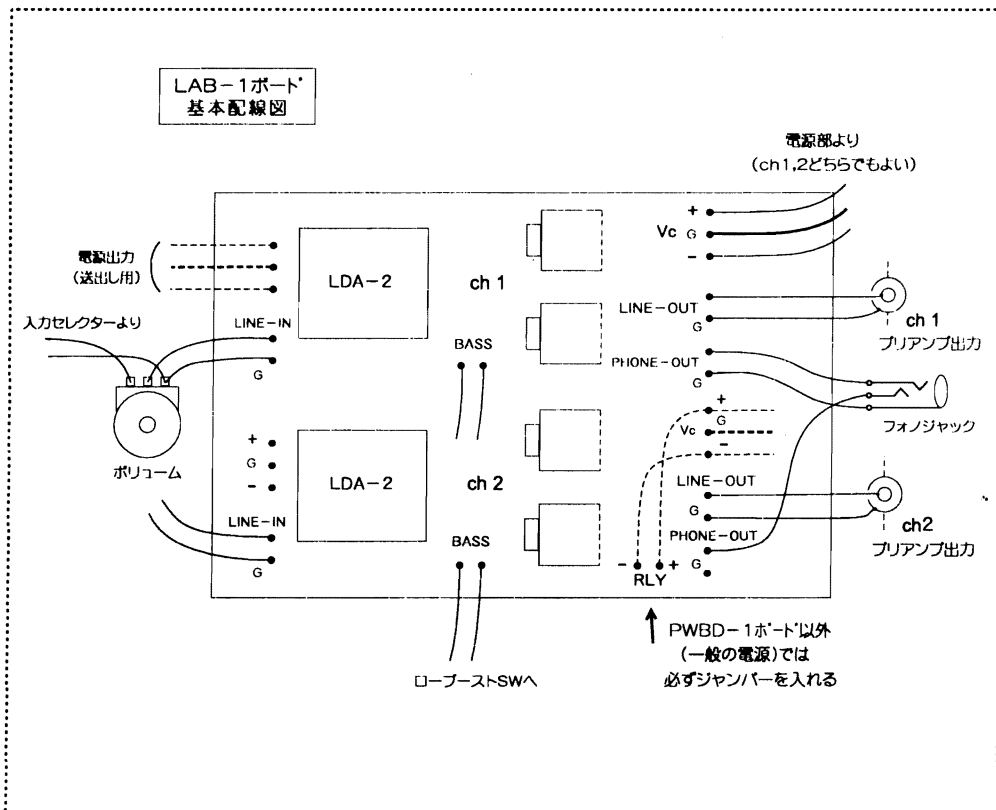 LAB-1ボード
基本配線図
電源部より
(ch1,2どちらでもよい)
+
Vc G
-
電源出力
(送出し用)
LDA-2
ch 1
LINE-OUT
G
ch 1
プリアンプ出力
入力セレクターより
LINE-IN
G
BASS
PHONE-OUT
G
フォノジャック
+
G
Vc
-
ボリューム
+
G
-
LDA-2
ch 2
LINE-OUT
G
ch2
プリアンプ出力
LINE-IN
G
BASS
PHONE-OUT
G
- RLY +
PWBD-1ボード以外
(一般の電源)では
必ずジャンパーを入れる
ローブーストSWへ